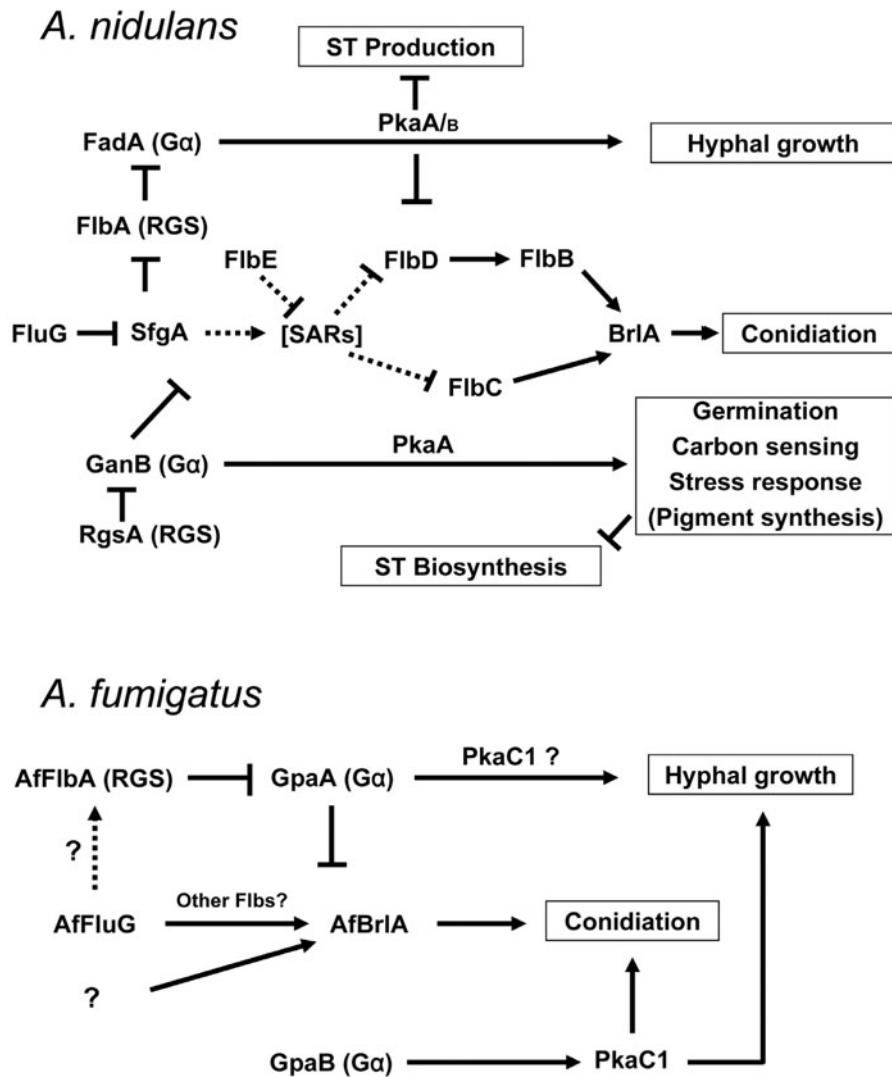 A. nidulans
ST Production
PkaA/B
FadA (Gα)
Hyphal growth
FlbA (RGS)
FlbE
FlbD
FlbB
FluG
SfgA
[SARs]
BrlA
Conidiation
FlbC
Germination
Carbon sensing
Stress response
(Pigment synthesis)
PkaA
GanB (Gα)
RgsA (RGS)
ST Biosynthesis
A. fumigatus
AfFlbA (RGS)
GpaA (Gα)
PkaC1 ?
Hyphal growth
?
AfFluG
Other Flbs?
AfBrlA
Conidiation
?
GpaB (Gα)
PkaC1